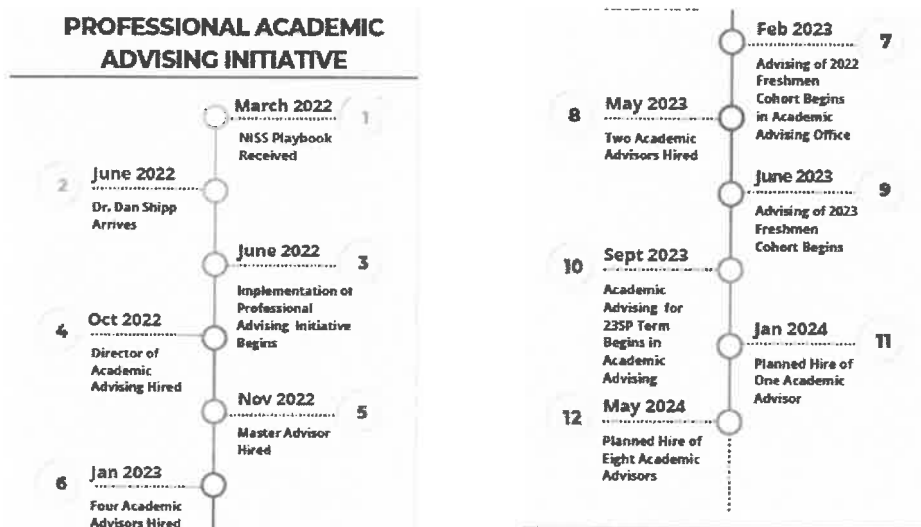 PROFESSIONAL ACADEMIC
ADVISING INITIATIVE
March 2022
1
NISS Playbook
Received
2
June 2022
Dr. Dan Shipp
Arrives
June 2022
3
Implementation of
Professional
Advising Initiative
Begins
4
Oct 2022
Director of
Academic
Advising Hired
Nov 2022
5
Master Advisor
Hired
6
Jan 2023
Four Academic
Advisors Hired
Feb 2023
7
Advising of 2022
Freshmen
Cohort Begins
in Academic
Advising Office
8
May 2023
Two Academic
Advisors Hired
June 2023
9
Advising of 2023
Freshmen
Cohort Begins
10
Sept 2023
Academic
Advising for
23SP Term
Begins in
Academic
Advising
Jan 2024
11
Planned Hire of
One Academic
Advisor
12
May 2024
Planned Hire of
Eight Academic
Advisors